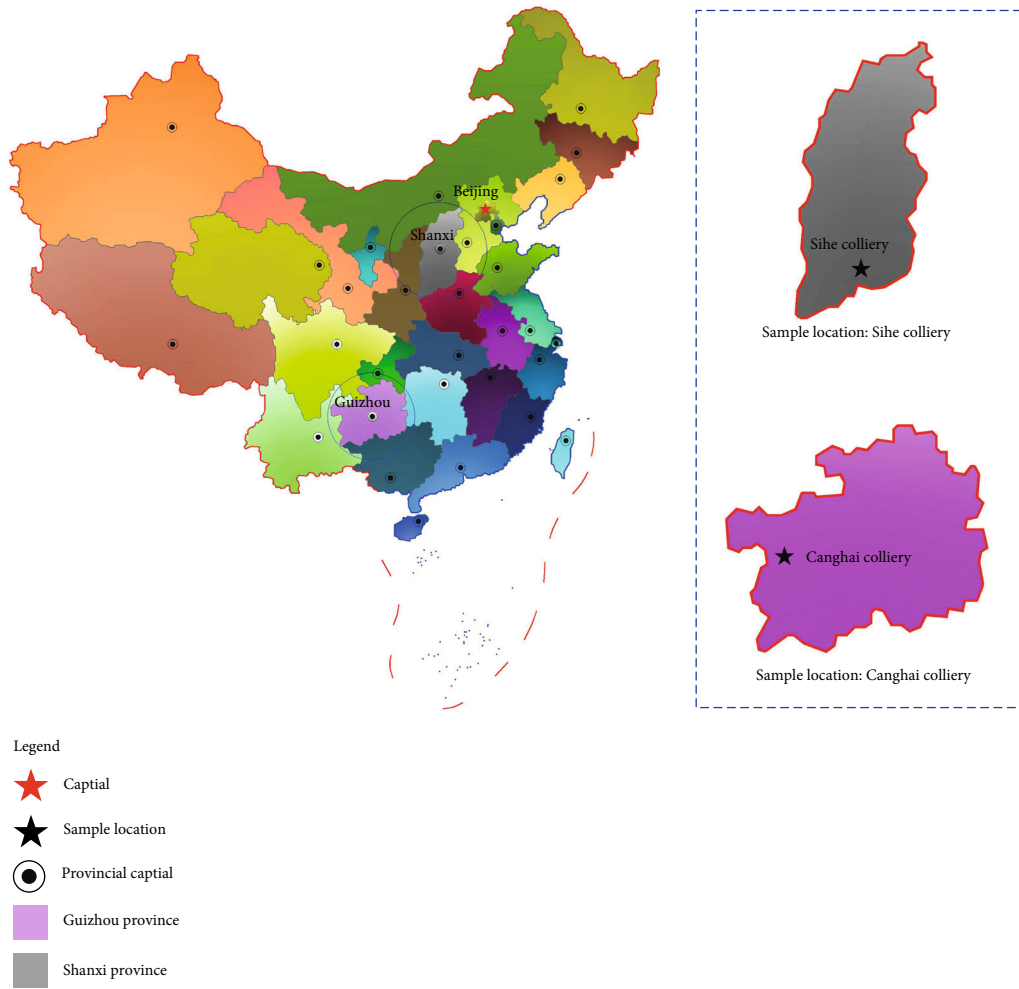 Beijing
Shanxi
Guizhou
Sihe colliery
Sample location: Sihe colliery
Canghai colliery
Sample location: Canghai colliery
Legend
Captial
Sample location
Provincial captial
Guizhou province
Shanxi province